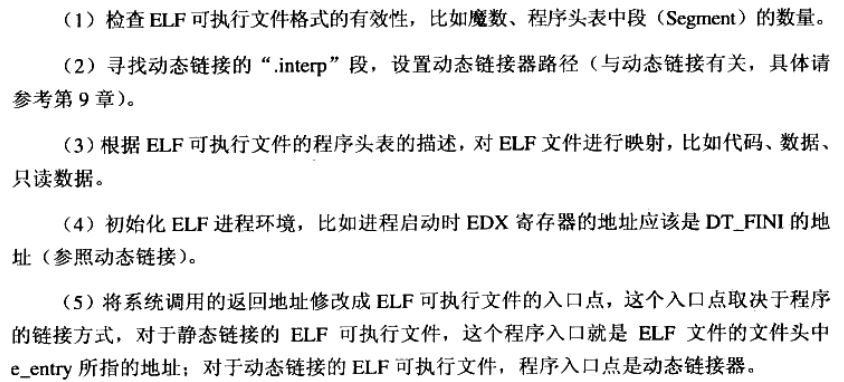 （1）检查 ELF 可执行文件格式的有效性，比如魔数、程序头表中段（Segment）的数量。
（2）寻找动态链接的“.interp”段，设置动态链接器路径（与动态链接有关，具体请
参考第 9 章）。
（3）根据 ELF 可执行文件的程序头表的描述，对 ELF 文件进行映射，比如代码、数据、
只读数据。
（4）初始化 ELF 进程环境，比如进程启动时 EDX 寄存器的地址应该是 DT_FINI 的地
址（参照动态链接）。
（5）将系统调用的返回地址修改成 ELF 可执行文件的入口点，这个入口点取决于程序
的链接方式，对于静态链接的 ELF 可执行文件，这个程序入口就是 ELF 文件的文件头中
e_entry 所指的地址；对于动态链接的 ELF 可执行文件，程序入口点是动态链接器。